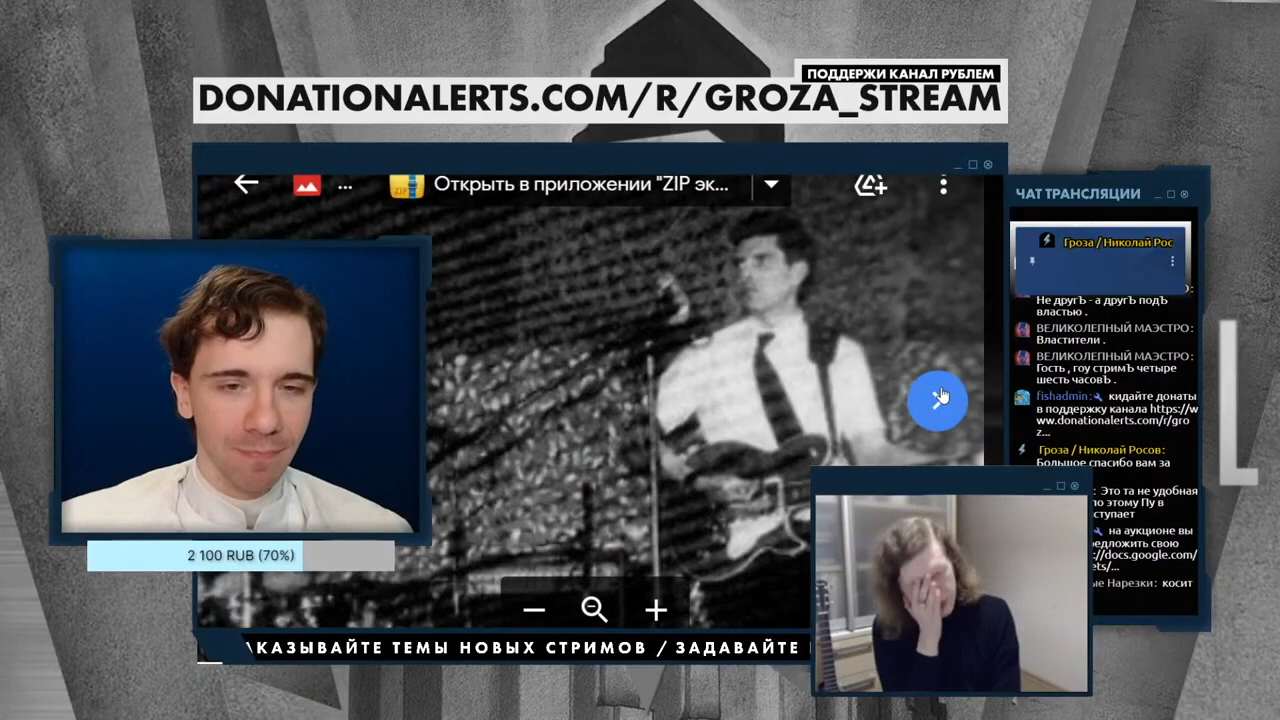 ПОДДЕРЖИ КАНАЛ РУБЛЕМ
DONATIONALERTS.COM/R/GROZA_STREAM
...
ZIP
Открыть в приложении "ZIP эк...
ЧАТ ТРАНСЛЯЦИИ
Гроза / Николай Рос
Не другЪ - а другЪ подЪ
властью .
ВЕЛИКОЛЕПНЫЙ МАЭСТРО:
Властители .
ВЕЛИКОЛЕПНЫЙ МАЭСТРО:
Гость , гоу стримЪ четыре
шесть часовЪ .
fishadmin: кидайте донаты
в поддержку канала https://w
ww.donationalerts.com/r/gro
z...
Гроза / Николай Росов:
Большое спасибо вам за
: Это та не удобная
по этому Пу в
ступает
на аукционе вы
едложить свою
://docs.google.com/
ets/...
ые Нарезки: косит
2 100 RUB (70%)
АКАЗЫВАЙТЕ ТЕМЫ НОВЫХ СТРИМОВ / ЗАДАВАЙТЕ